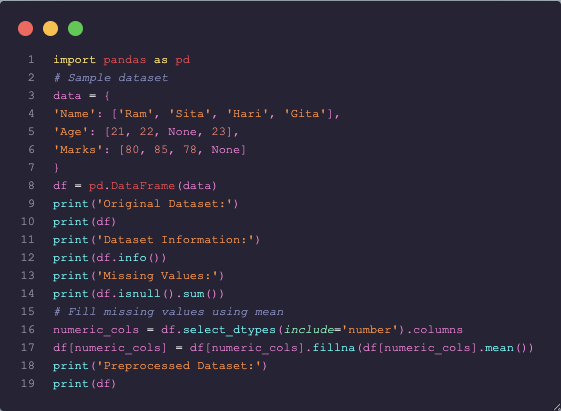 1 import pandas as pd
2 # Sample dataset
3 data = {
4 'Name': ['Ram', 'Sita', 'Hari', 'Gita'],
5 'Age': [21, 22, None, 23],
6 'Marks': [80, 85, 78, None]
7 }
8 df = pd.DataFrame(data)
9 print('Original Dataset:')
10 print(df)
11 print('Dataset Information:')
12 print(df.info())
13 print('Missing Values:')
14 print(df.isnull().sum())
15 # Fill missing values using mean
16 numeric_cols = df.select_dtypes(include='number').columns
17 df[numeric_cols] = df[numeric_cols].fillna(df[numeric_cols].mean())
18 print('Preprocessed Dataset:')
19 print(df)